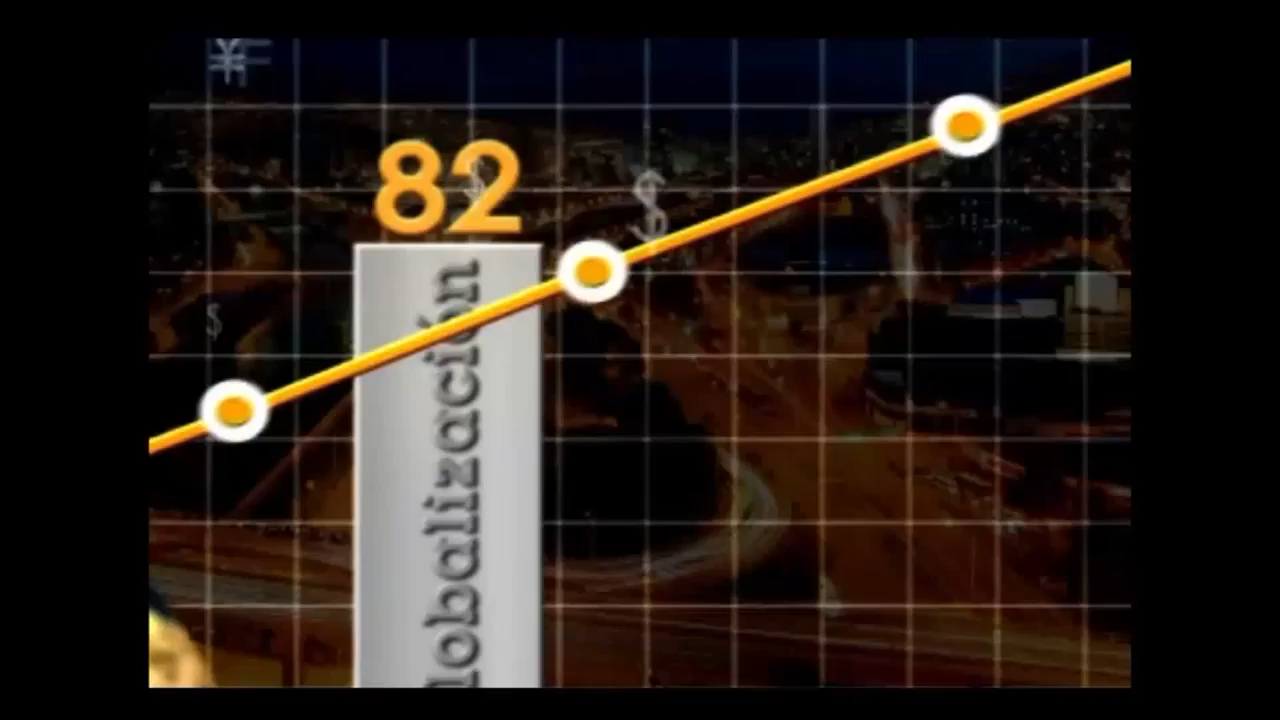 ¥
82
$
$
lobalización